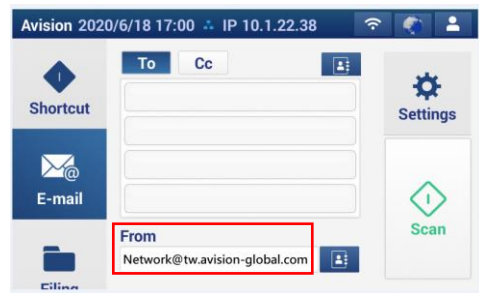 Avision 2020/6/18 17:00 IP 10.1.22.38
To Cc
Shortcut
Settings
E-mail
Scan
From
Network@tw.avision-global.com
Filing